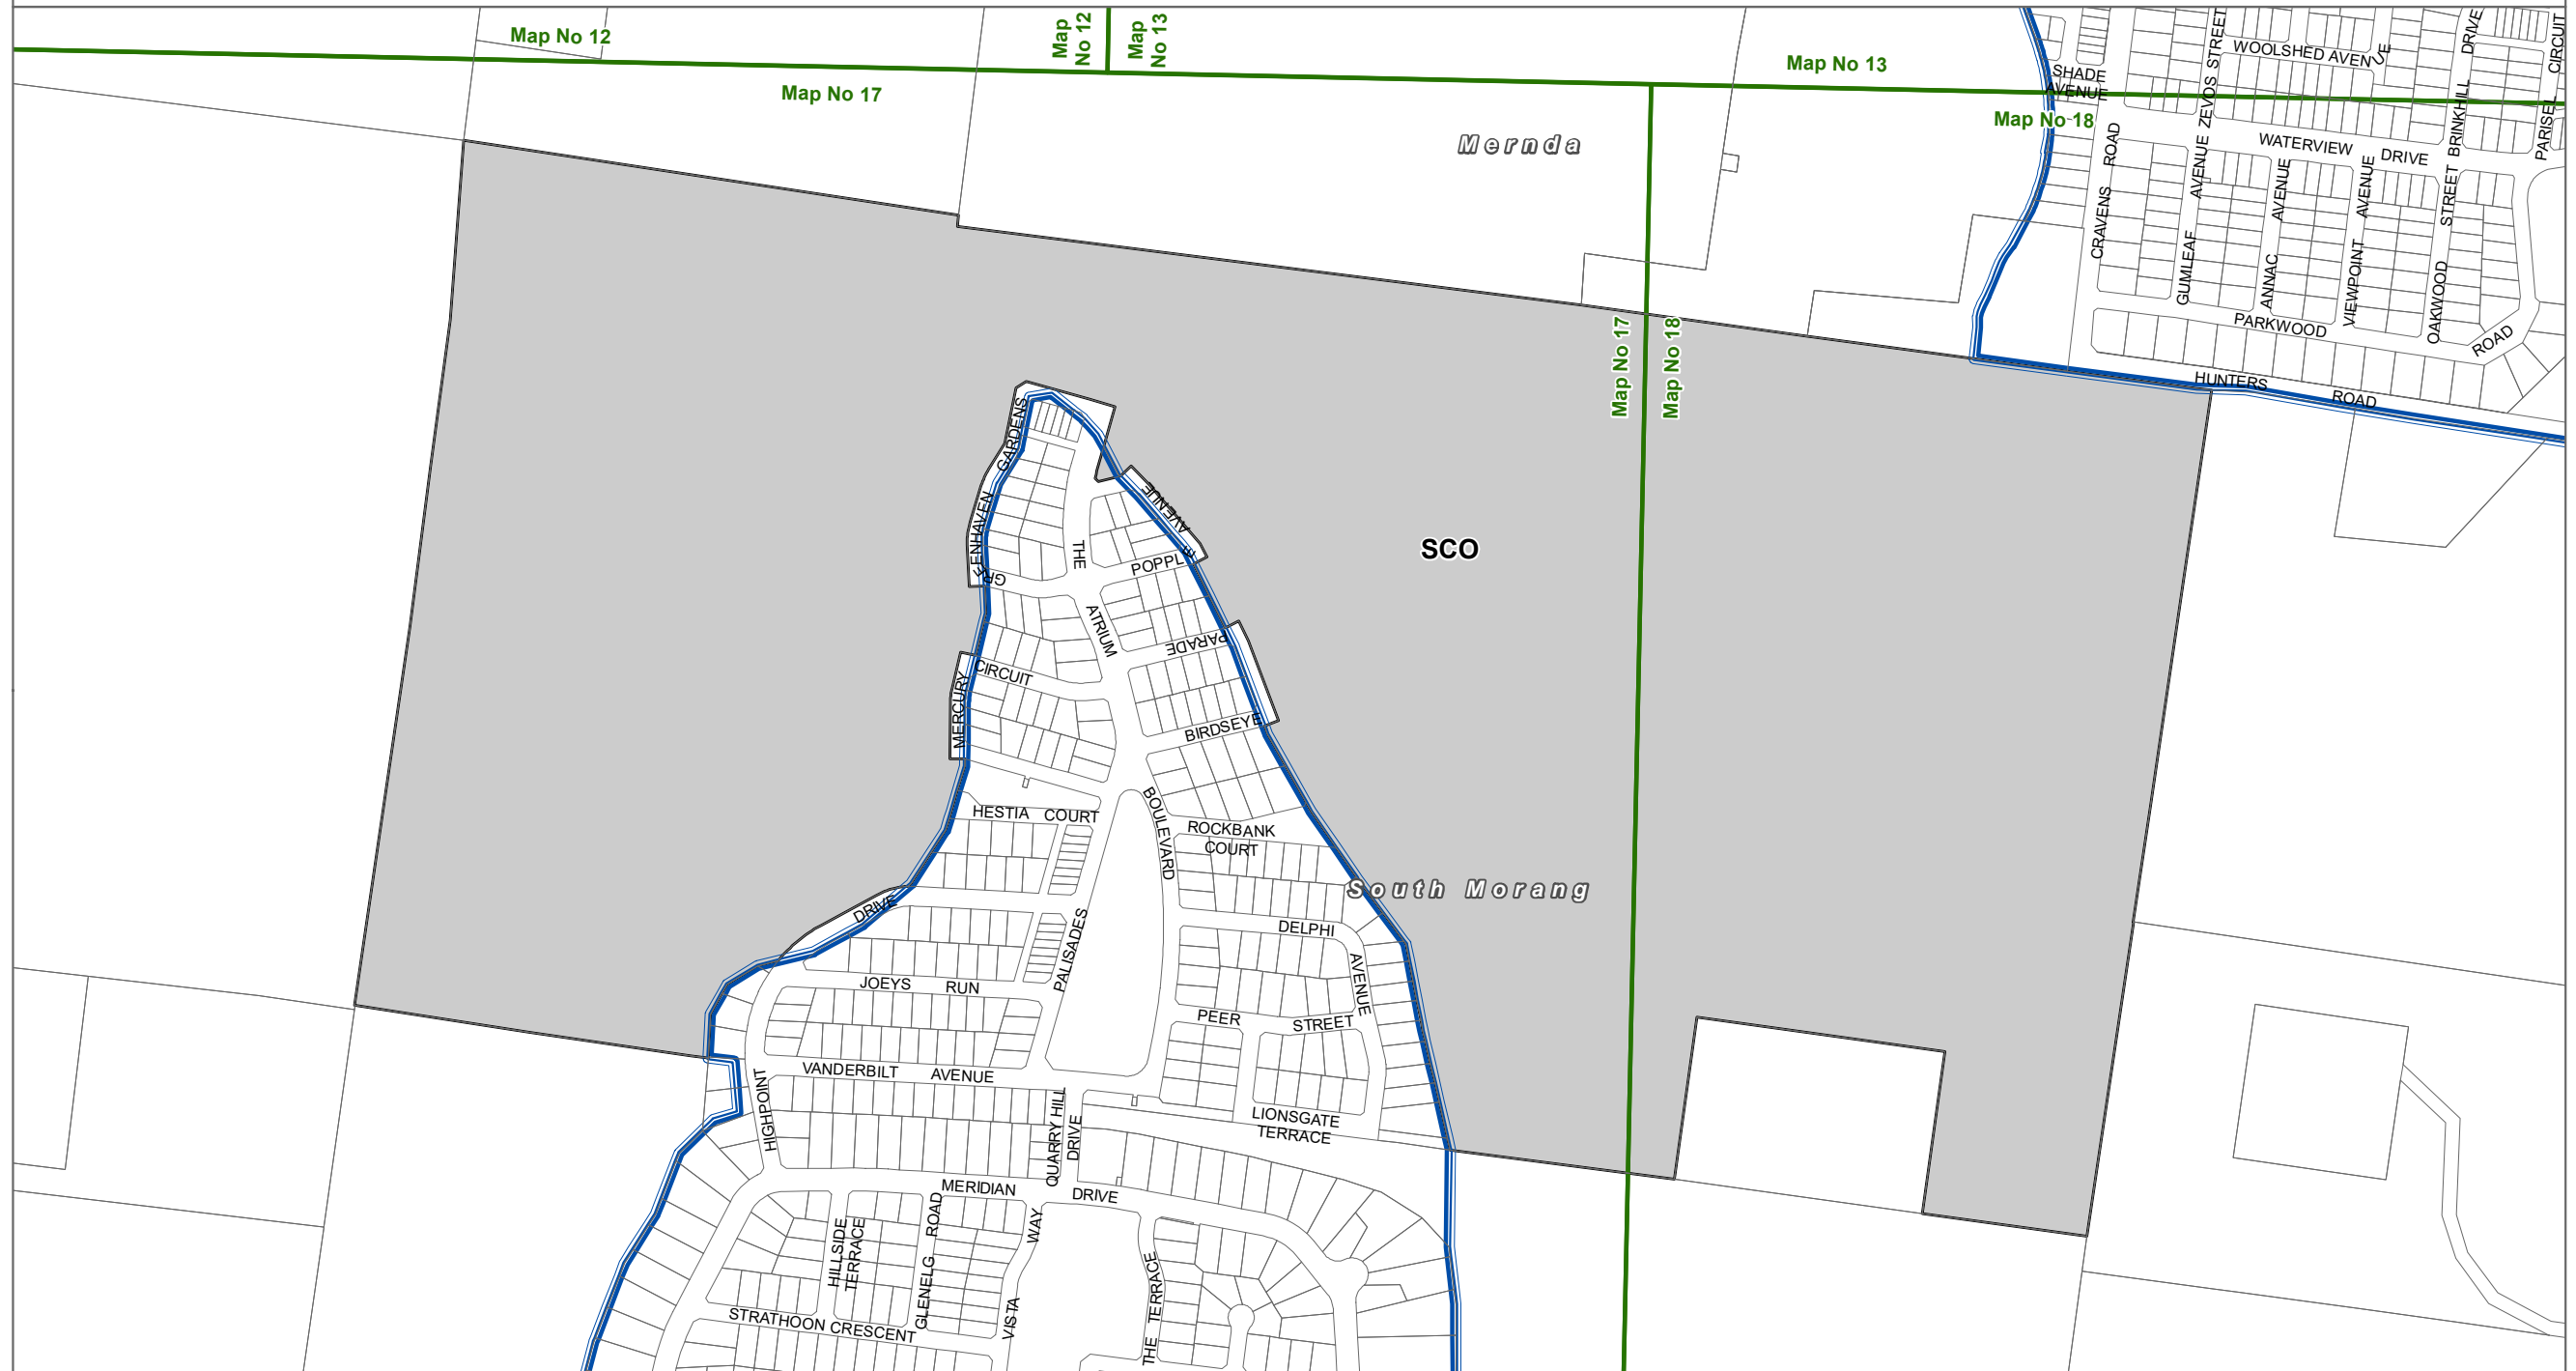 Map No 12
Map
No 12
Map
No 13
Map No 13
Map No 17
Map No 18
Mernda
SHADE
AVENUE
WOOLSHED AVEN
VE
DRIVE
CIRCUIT
ZEVOS STREET
BRINKHILL
PARISEL
WATERVIEW DRIVE
CRAVENS ROAD
GUMLEAF AVENUE
ANNAC AVENUE
VIEWPOINT AVENUE
OAKWOOD STREET
PARKWOOD
ROAD
HUNTERS
ROAD
Map No 17
Map No 18
SCO
GREENHAVEN GARDENS
THE
ATRIUM
BOULEVARD
POPPLE
AVENUE
PARADE
BIRDSEYE
MERCURY
CIRCUIT
HESTIA COURT
ROCKBANK
COURT
South Morang
DRIVE
PALISADES
DELPHI
AVENUE
JOEYS RUN
PEER STREET
VANDERBILT AVENUE
HIGHPOINT
QUARRY HILL
DRIVE
LIONSGATE
TERRACE
MERIDIAN DRIVE
HILLSIDE
TERRACE
GLENELG ROAD
VISTA WAY
THE TERRACE
STRATHOON CRESCENT